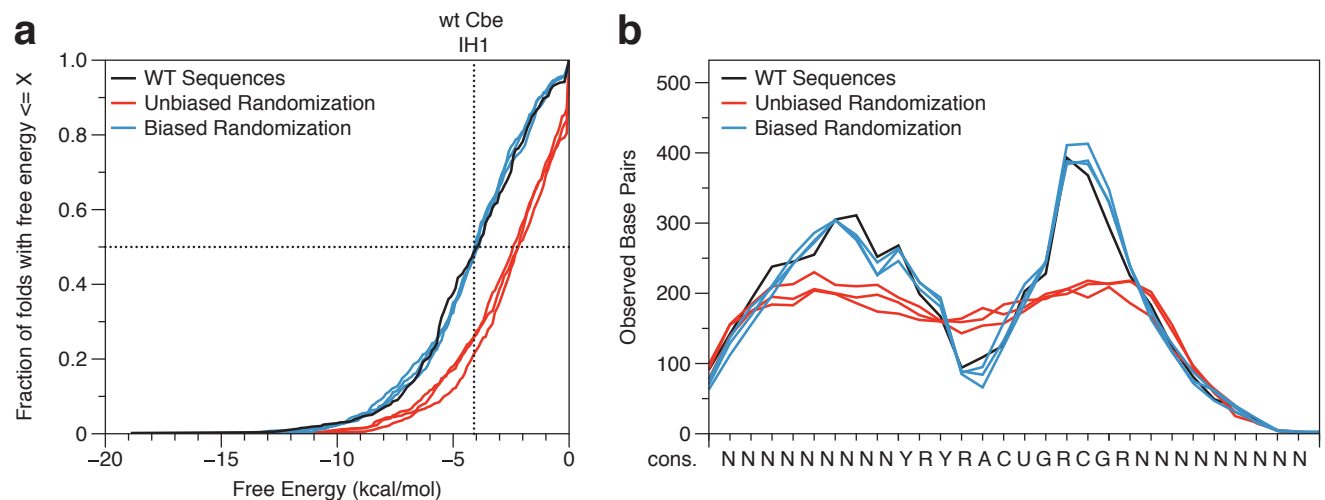 a
wt Cbe
IH1
1.0
0.8
0.6
0.4
0.2
0
WT Sequences
Unbiased Randomization
Biased Randomization
Fraction of folds with free energy <= X
−20
−15
−10
−5
0
Free Energy (kcal/mol)
b
500
400
300
200
100
0
WT Sequences
Unbiased Randomization
Biased Randomization
Observed Base Pairs
cons. N N N N N N N N N Y R Y R A C U G R C G R N N N N N N N N N